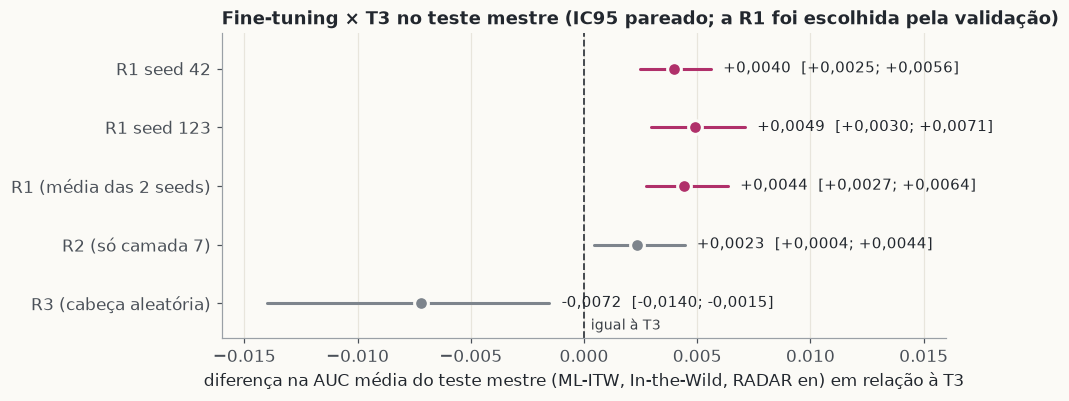 Fine-tuning × T3 no teste mestre (IC95 pareado; a R1 foi escolhida pela validação)
R1 seed 42
+0,0040 [+0,0025; +0,0056]
R1 seed 123
+0,0049 [+0,0030; +0,0071]
R1 (média das 2 seeds)
+0,0044 [+0,0027; +0,0064]
R2 (só camada 7)
+0,0023 [+0,0004; +0,0044]
R3 (cabeça aleatória)
-0,0072 [-0,0140; -0,0015]
igual à T3
−0.015 −0.010 −0.005 0.000 0.005 0.010 0.015
diferença na AUC média do teste mestre (ML-ITW, In-the-Wild, RADAR en) em relação à T3